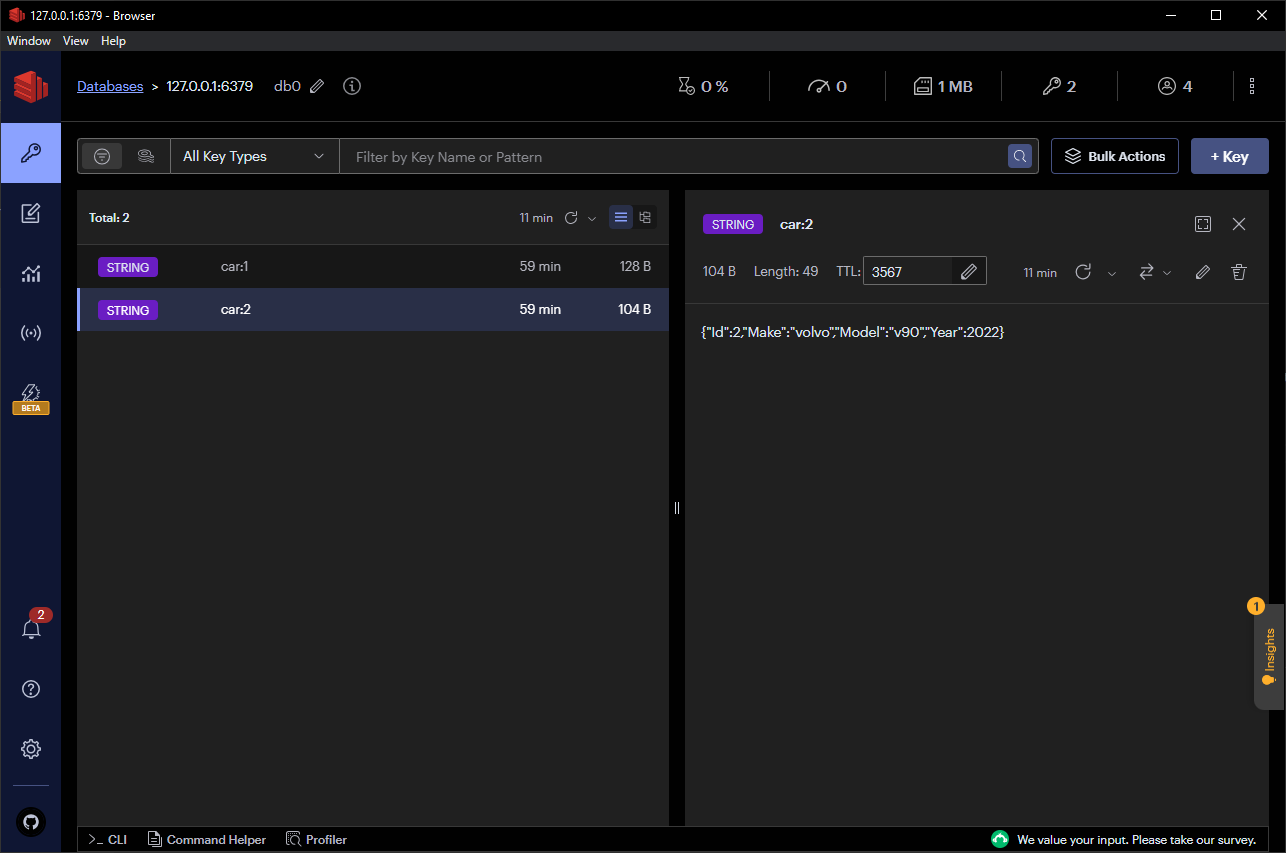 127.0.0.1:6379 - Browser
Window View Help
Databases > 127.0.0.1:6379 db0 0 % 0 1 MB 2 4
All Key Types Filter by Key Name or Pattern Bulk Actions + Key
Total: 2 11 min
STRING car:1 59 min 128 B
STRING car:2 59 min 104 B
STRING car:2
104 B Length: 49 TTL: 3567 11 min
{"Id":2,"Make":"volvo","Model":"v90","Year":2022}
BETA
2
1
Insights
>_ CLI Command Helper Profiler We value your input. Please take our survey.